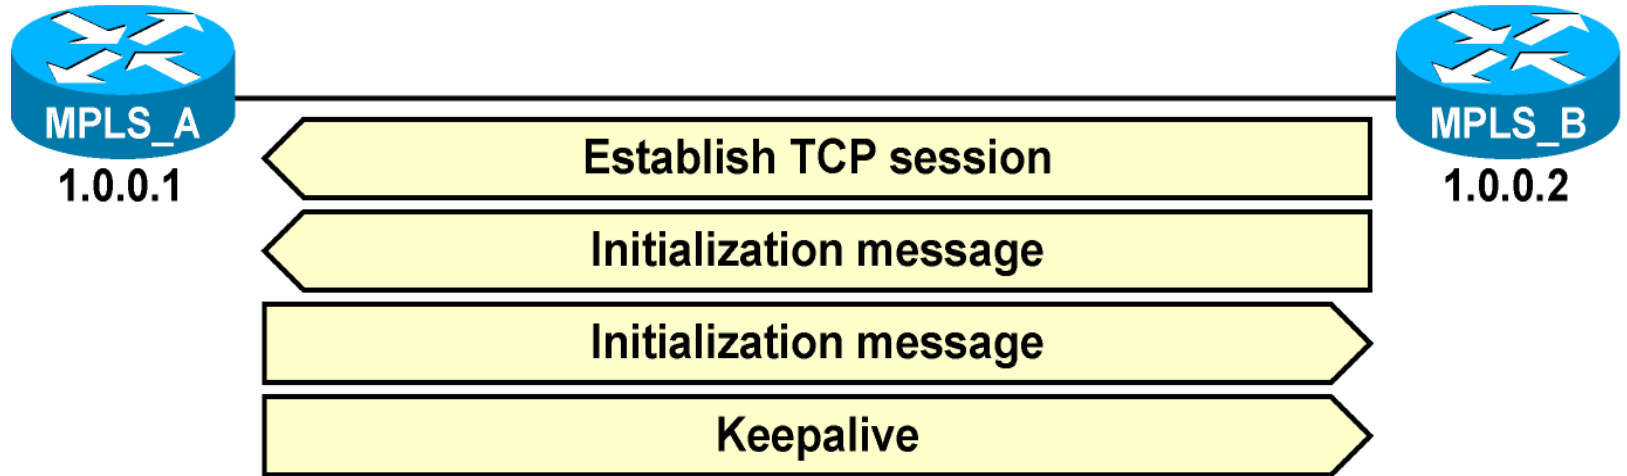 MPLS_A
1.0.0.1
MPLS_B
1.0.0.2
Establish TCP session
Initialization message
Initialization message
Keepalive